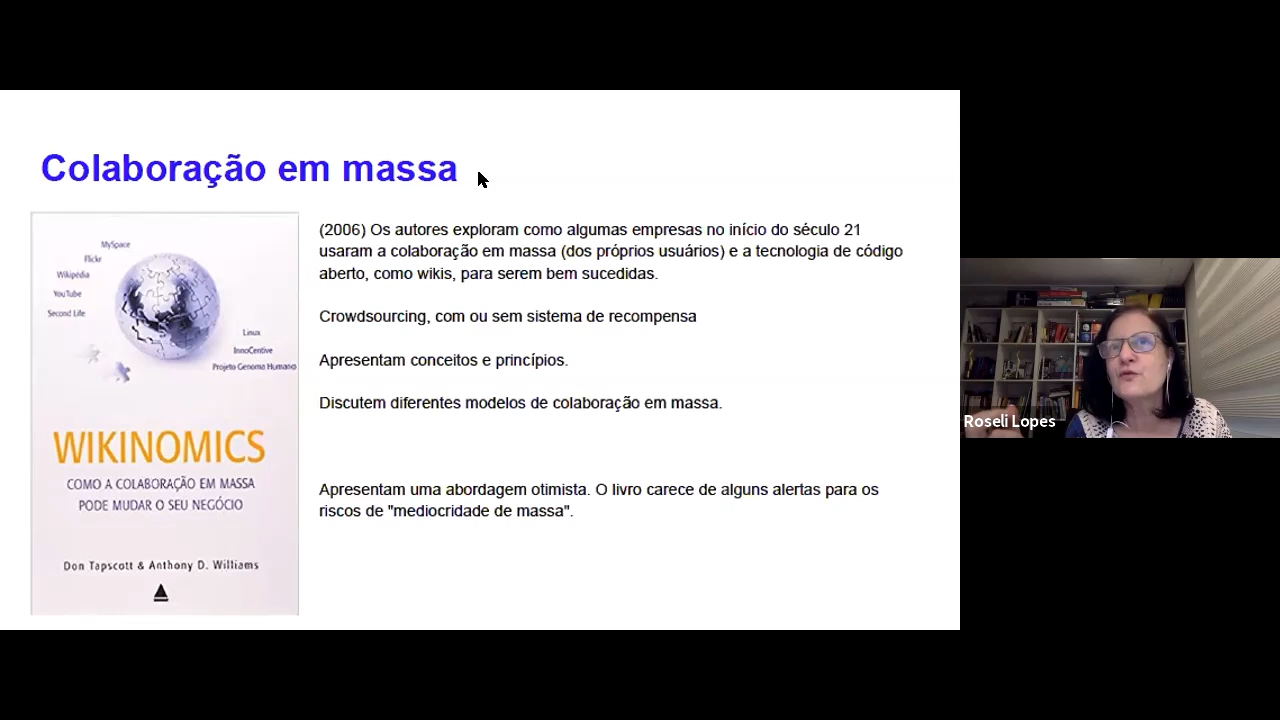 Colaboração em massa
MySpace
Flickr
Wikipédia
YouTube
Second Life
Linux
InnoCentive
Projeto Genoma Humano
WIKINOMICS
COMO A COLABORAÇÃO EM MASSA
PODE MUDAR O SEU NEGÓCIO
Don Tapscott & Anthony D. Williams
(2006) Os autores exploram como algumas empresas no início do século 21
usaram a colaboração em massa (dos próprios usuários) e a tecnologia de código
aberto, como wikis, para serem bem sucedidas.
Crowdsourcing, com ou sem sistema de recompensa
Apresentam conceitos e princípios.
Discutem diferentes modelos de colaboração em massa.
Apresentam uma abordagem otimista. O livro carece de alguns alertas para os
riscos de "mediocridade de massa".
Roseli Lopes